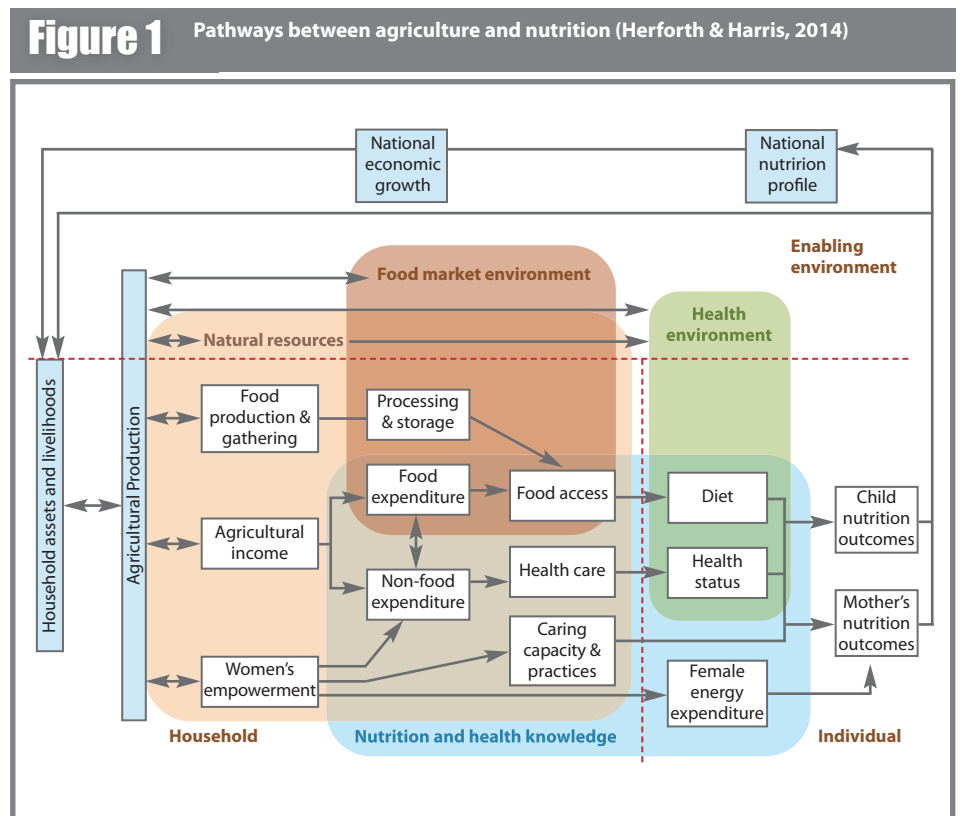 Figure 1
Pathways between agriculture and nutrition (Herforth & Harris, 2014)
National
economic
growth
National
nutririon
profile
Enabling
environment
Food market environment
Health
environment
Natural resources
Household assets and livelihoods
Agricultural Production
Food
production &
gathering
Processing
& storage
Food
expenditure
Food access
Diet
Child
nutrition
outcomes
Agricultural
income
Non-food
expenditure
Health care
Health
status
Mother's
nutrition
outcomes
Caring
capacity &
practices
Women's
empowerment
Female
energy
expenditure
Household
Nutrition and health knowledge
Individual